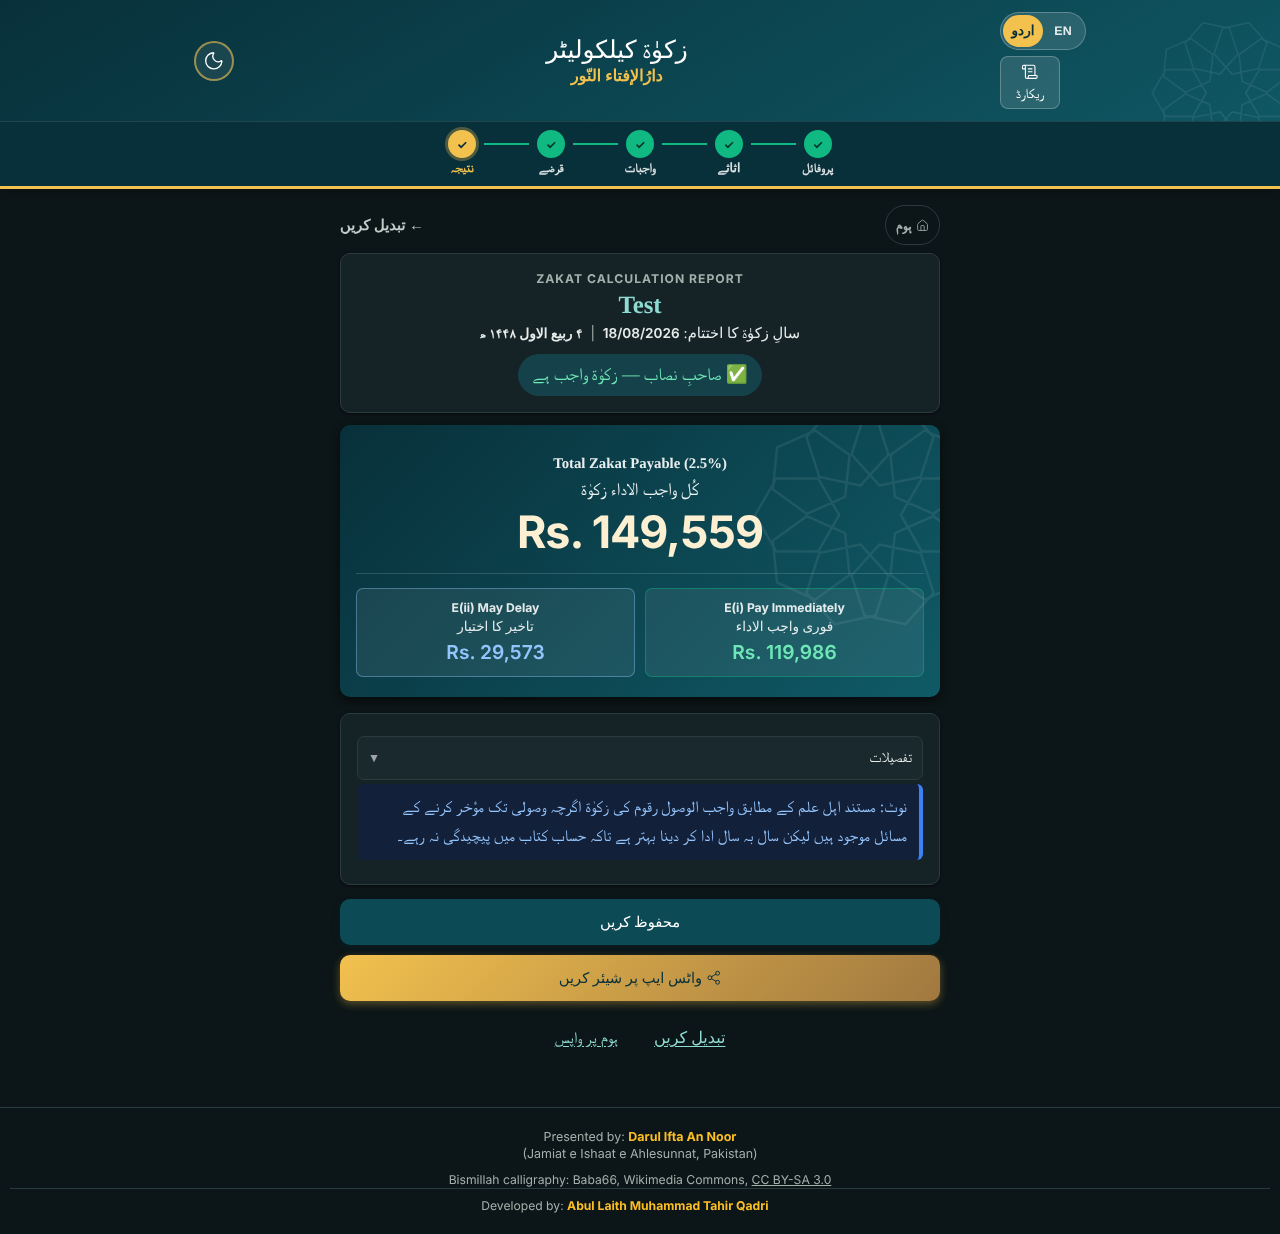 اردو EN
ریکارڈ
زکوٰۃ کیلکولیٹر
دارُالإفتاء النّور
پروفائل
اثاثے
واجبات
قرضے
نتیجہ
ہوم
← تبدیل کریں
ZAKAT CALCULATION REPORT
Test
سالِ زکوٰۃ کا اختتام: 18/08/2026 | ۴ ربیع الاول ۱۴۴۸ ھ
✅ صاحبِ نصاب — زکوٰۃ واجب ہے
Total Zakat Payable (2.5%)
کُل واجب الاداء زکوٰۃ
Rs. 149,559
E(i) Pay Immediately
فوری واجب الاداء
Rs. 119,986
E(ii) May Delay
تاخیر کا اختیار
Rs. 29,573
تفصیلات ▼
نوٹ: مستند اہل علم کے مطابق واجب الوصول رقوم کی زکوٰۃ اگرچہ وصولی تک مؤخر کرنے کے
مسائل موجود ہیں لیکن سال بہ سال ادا کر دینا بہتر ہے تاکہ حساب کتاب میں پیچیدگی نہ رہے۔
محفوظ کریں
واٹس ایپ پر شیئر کریں
تبدیل کریں
ہوم پر واپس
Presented by: Darul Ifta An Noor
(Jamiat e Ishaat e Ahlesunnat, Pakistan)
Bismillah calligraphy: Baba66, Wikimedia Commons, CC BY-SA 3.0
Developed by: Abul Laith Muhammad Tahir Qadri